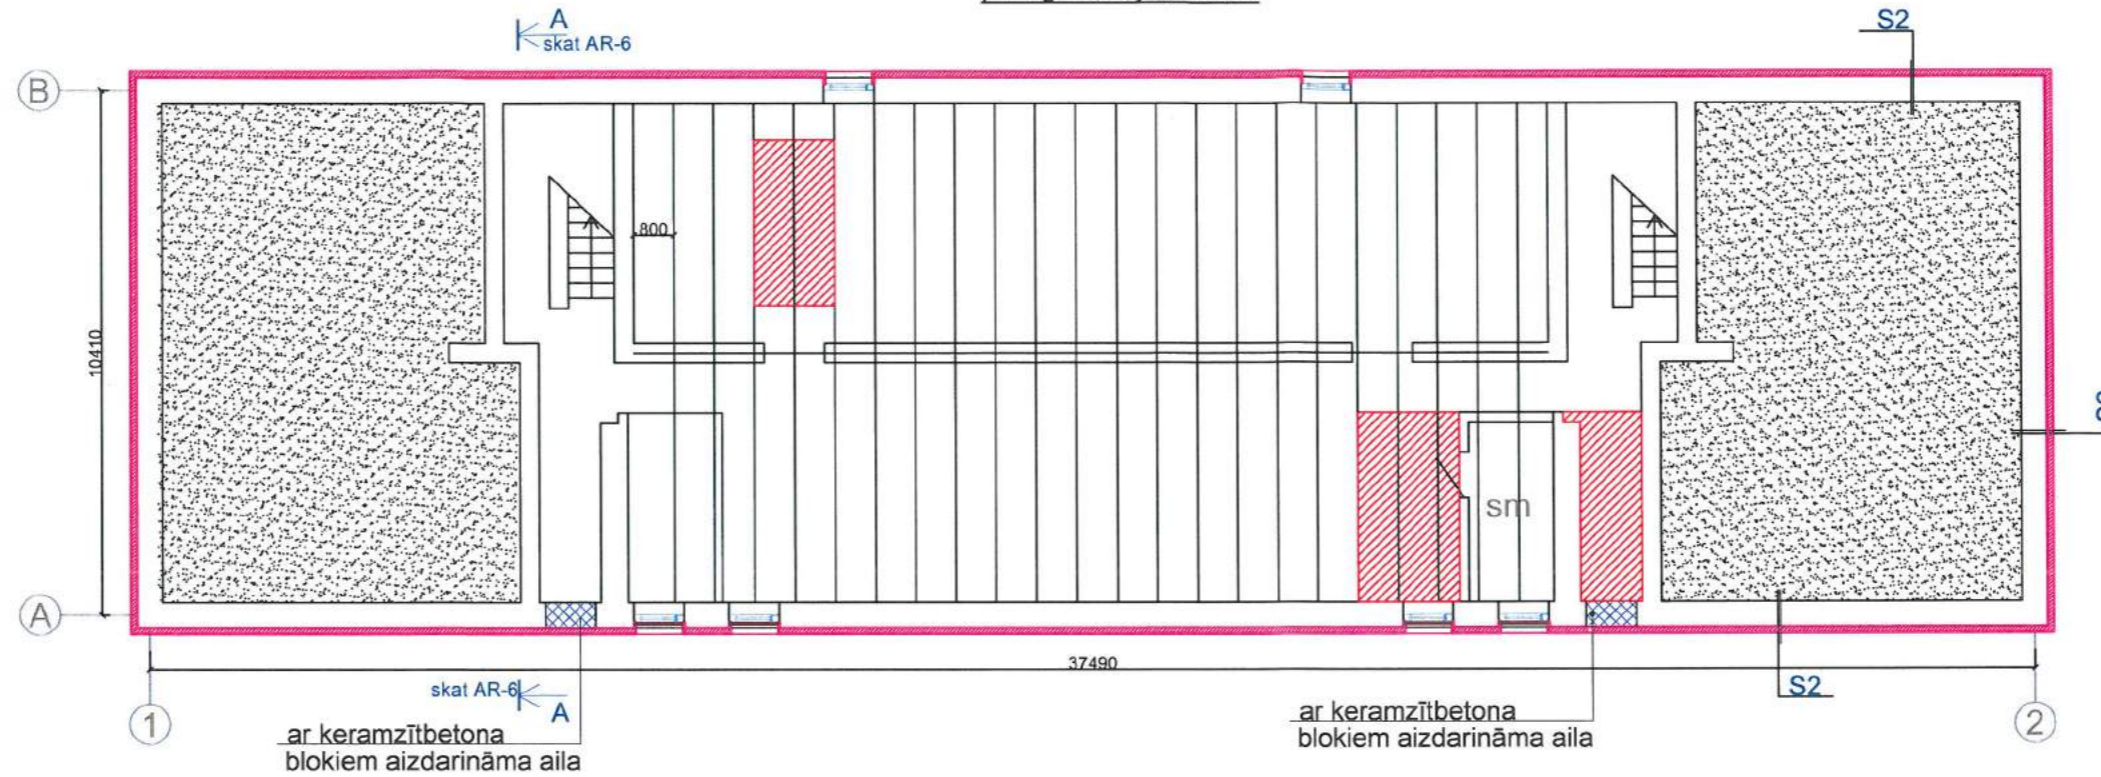 A
skat AR-6
S2
B
800
10410
sm
A
37490
skat AR-6
A
S2
1
2
ar keramzītbetona
blokiem aizdarināma aila
ar keramzītbetona
blokiem aizdarināma aila